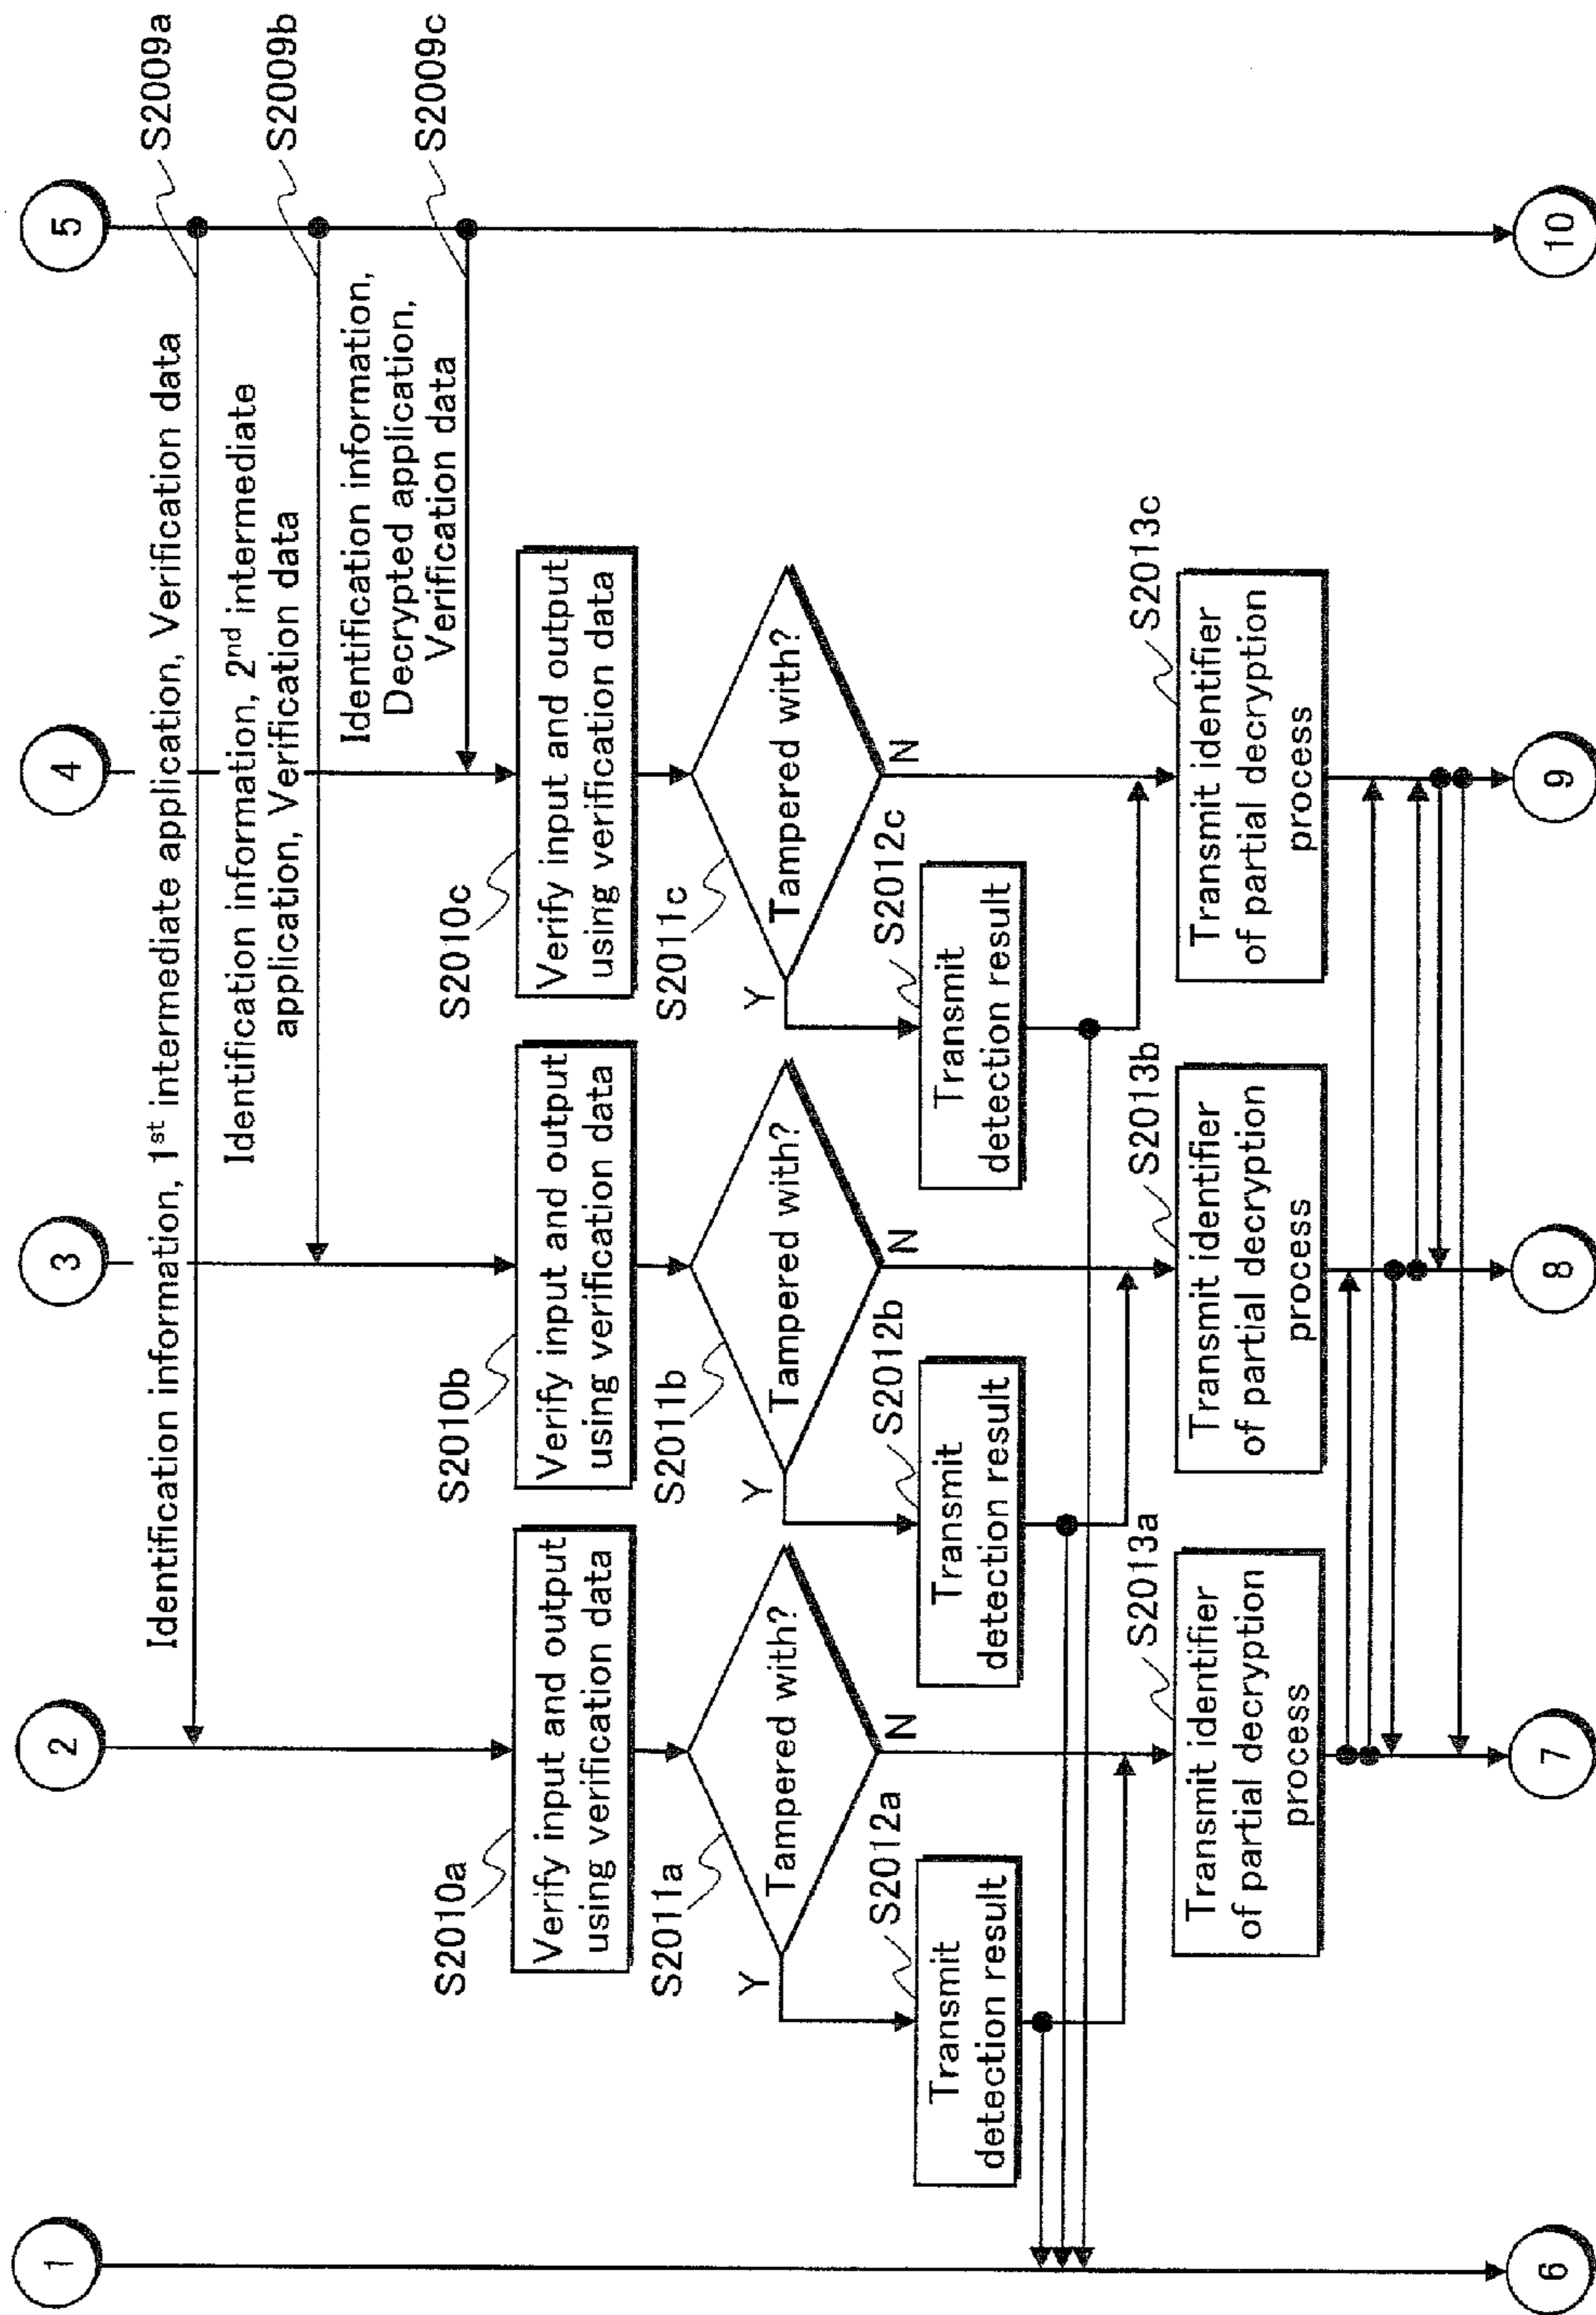 1
2
3
4
5
Identification information, 1st intermediate application, Verification data
S2009a
Identification information, 2nd intermediate
application, Verification data
S2009b
Identification information,
Decrypted application,
Verification data
S2009c
S2010a
Verify input and output
using verification data
S2010b
Verify input and output
using verification data
S2010c
Verify input and output
using verification data
S2011a
Tampered with?
Y
N
S2011b
Tampered with?
Y
N
S2011c
Tampered with?
Y
N
S2012a
Transmit
detection result
S2012b
Transmit
detection result
S2012c
Transmit
detection result
S2013a
Transmit identifier
of partial decryption
process
S2013b
Transmit identifier
of partial decryption
process
S2013c
Transmit identifier
of partial decryption
process
6
7
8
9
10